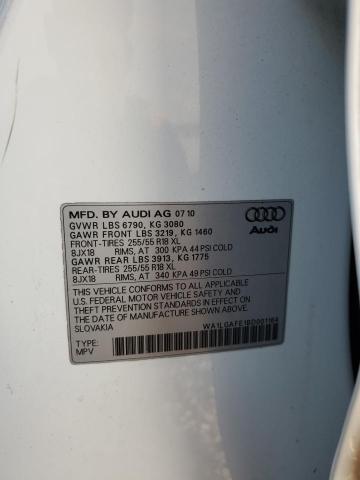 MFD. BY AUDI AG 07 10
GVWR LBS 6790, KG 3080
GAWR FRONT LBS 3219, KG 1460
FRONT-TIRES 255/55 R18 XL
8JX18 RIMS, AT 300 KPA 44 PSI COLD
GAWR REAR LBS 3913, KG 1775
REAR-TIRES 255/55 R18 XL
8JX18 RIMS, AT 340 KPA 49 PSI COLD
THIS VEHICLE CONFORMS TO ALL APPLICABLE
U.S. FEDERAL MOTOR VEHICLE SAFETY AND
THEFT PREVENTION STANDARDS IN EFFECT ON
THE DATE OF MANUFACTURE SHOWN ABOVE.
SLOVAKIA
WA1LGAFE1BD001164
TYPE:
MPV
Audi